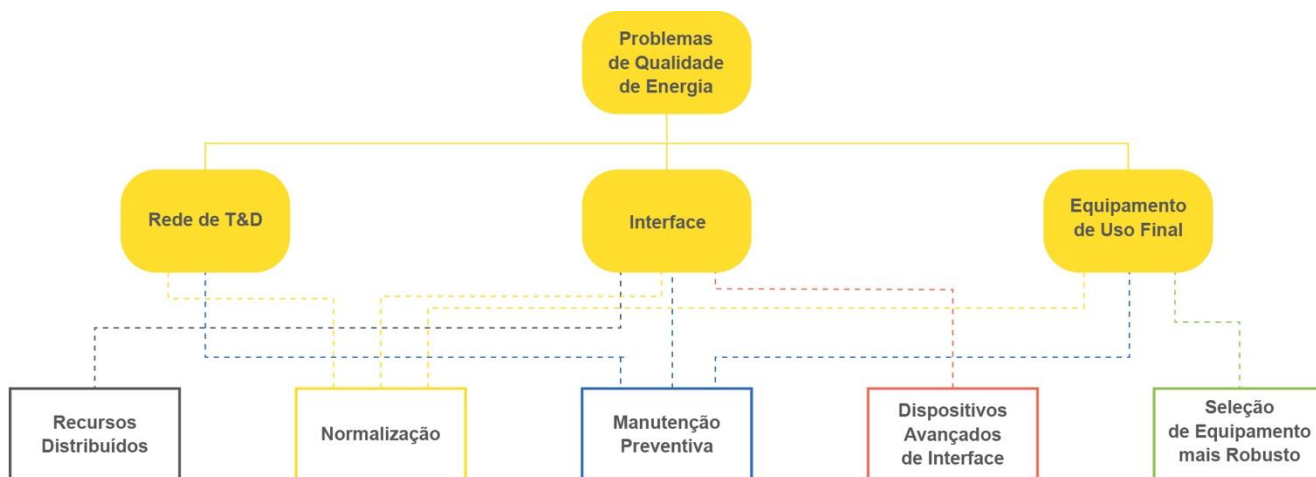 Problemas
de Qualidade
de Energia
Rede de T&D
Interface
Equipamento
de Uso Final
Recursos
Distribuídos
Normalização
Manutenção
Preventiva
Dispositivos
Avançados
de Interface
Seleção
de Equipamento
mais Robusto